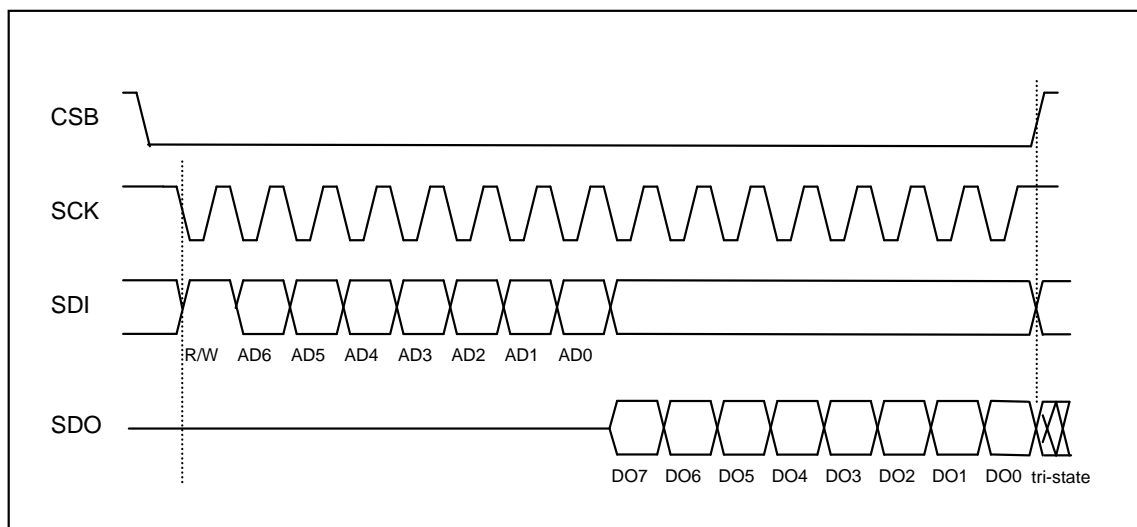 CSB
SCK
SDI
R/W AD6 AD5 AD4 AD3 AD2 AD1 AD0
SDO
DO7 DO6 DO5 DO4 DO3 DO2 DO1 DO0 tri-state